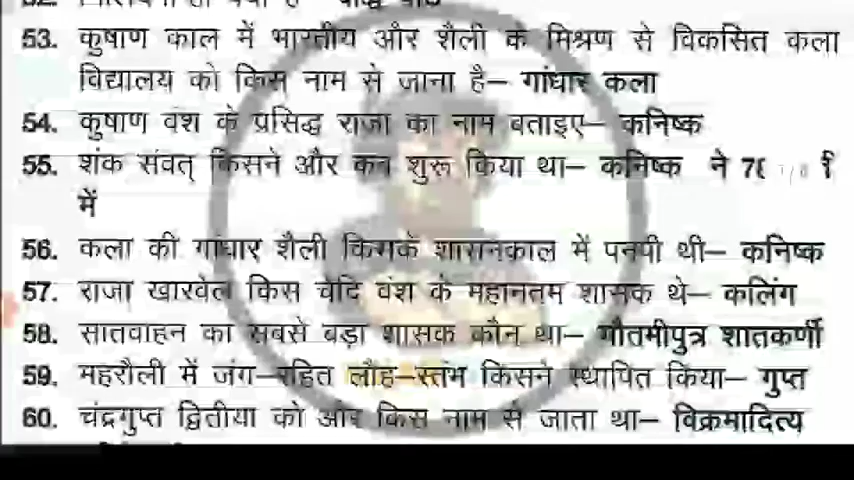 53. कुषाण काल में भारतीय और शैली के मिश्रण से विकसित कला
विद्यालय को किस नाम से जाना है– गांधार कला
54. कुषाण वंश के प्रसिद्ध राजा का नाम बताइए– कनिष्क
55. शंक संवत् किसने और कब शुरू किया था– कनिष्क ने
में
56. कला की गांधार शैली किसके शासनकाल में पनपी थी– कनिष्क
57. राजा खारवेल किस चेदि वंश के महानतम शासक थे– कलिंग
58. सातवाहन का सबसे बड़ा शासक कौन था– गौतमीपुत्र शातकर्णी
59. महरौली में जंग–रहित लौह–स्तंभ किसने स्थापित किया– गुप्त
60. चंद्रगुप्त द्वितीया को और किस नाम से जाता था– विक्रमादित्य